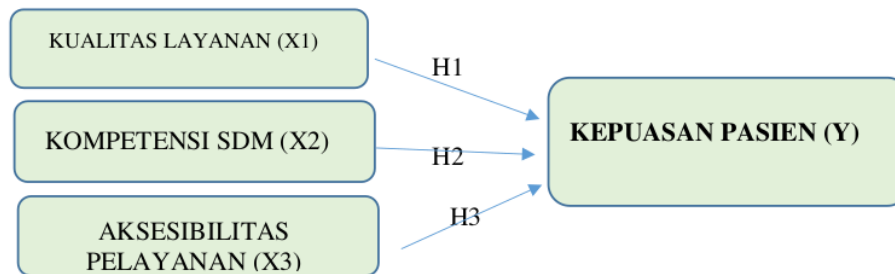 KUALITAS LAYANAN (X1)
H1
KOMPETENSI SDM (X2)
H2
KEPUASAN PASIEN (Y)
AKSESIBILITAS
PELAYANAN (X3)
H3